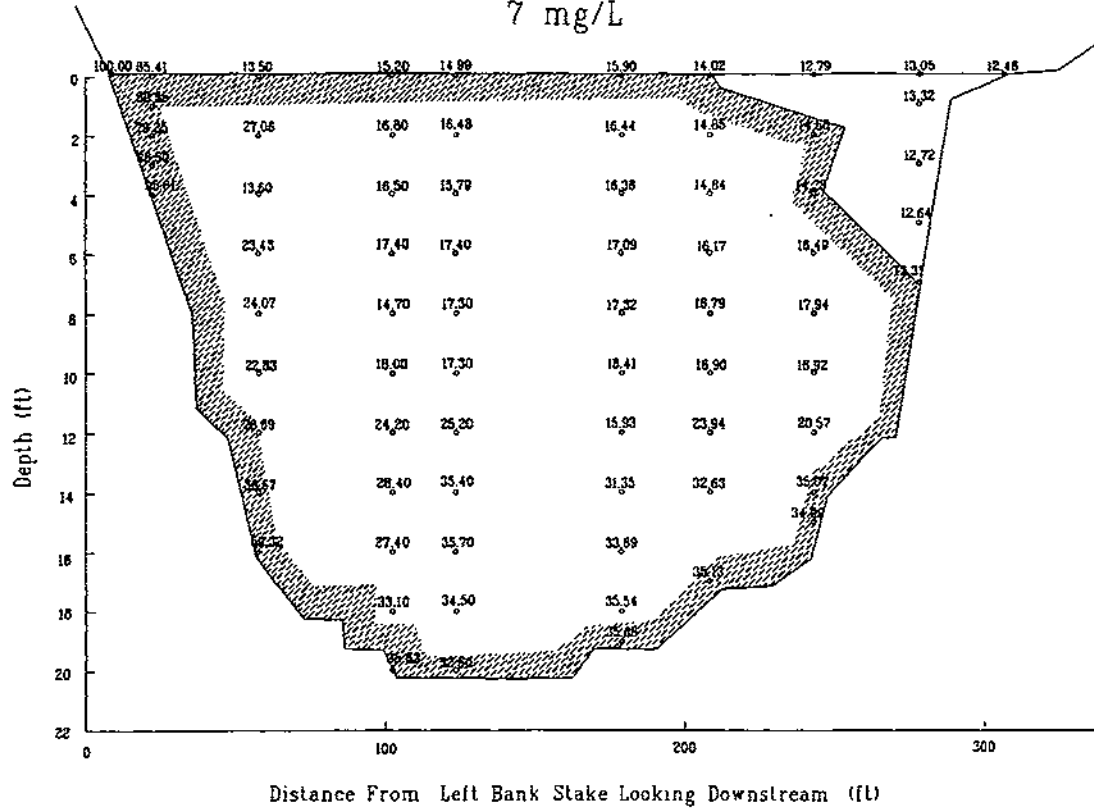 7 mg/L
100.00 85.41 13.50 15.20 14.99 15.90 14.02 12.79 13.05 12.46
0
13.32
2 27.08 16.80 16.48 16.44 14.65
12.72
4 13.60 16.50 15.79 16.38 14.84
12.64
6 23.43 17.40 17.40 17.09 16.17 16.49
8 24.07 14.70 17.30 17.32 18.79 17.94
10 22.83 18.00 17.30 18.41 16.90 18.92
12 24.20 25.20 15.93 23.94 20.57
14 28.40 35.40 31.35 32.63
16 27.40 35.70 33.69
35.13
18 33.10 34.50 35.54
20
22
0 100 200 300
Depth (ft)
Distance From Left Bank Stake Looking Downstream (ft)